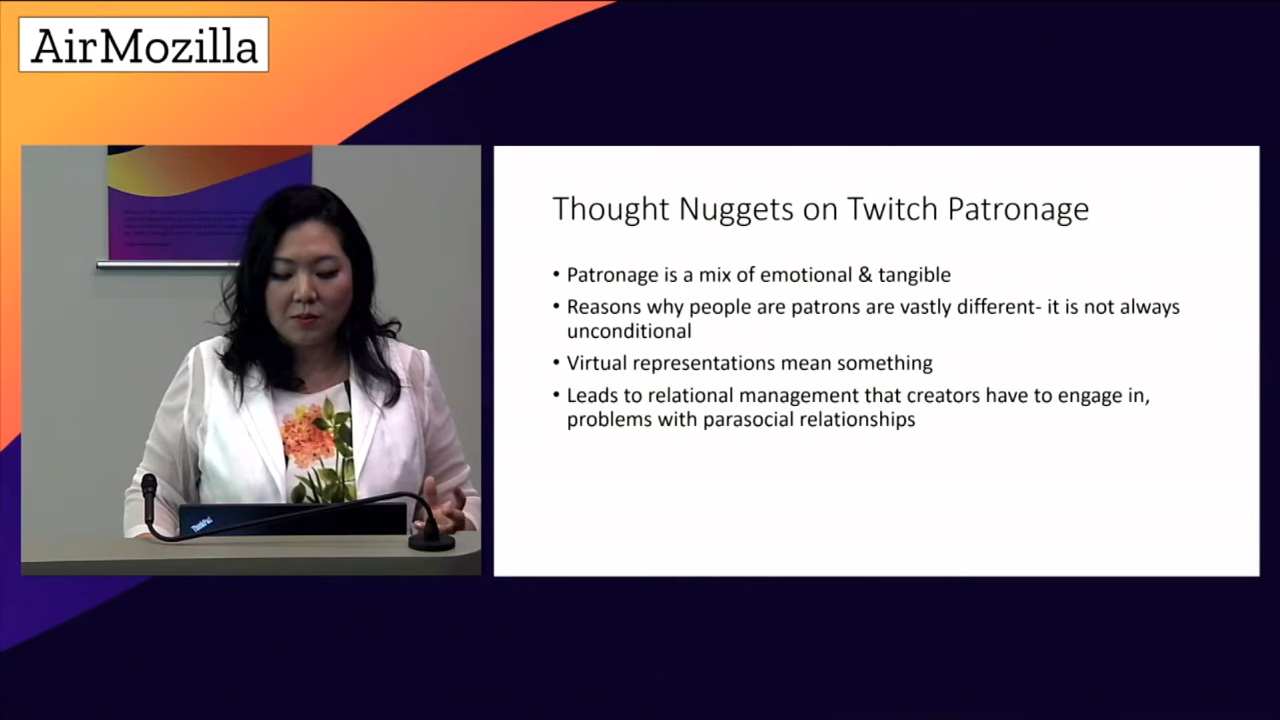 AirMozilla
Thought Nuggets on Twitch Patronage
• Patronage is a mix of emotional & tangible
• Reasons why people are patrons are vastly different- it is not always
unconditional
• Virtual representations mean something
• Leads to relational management that creators have to engage in,
problems with parasocial relationships
ThinkPad